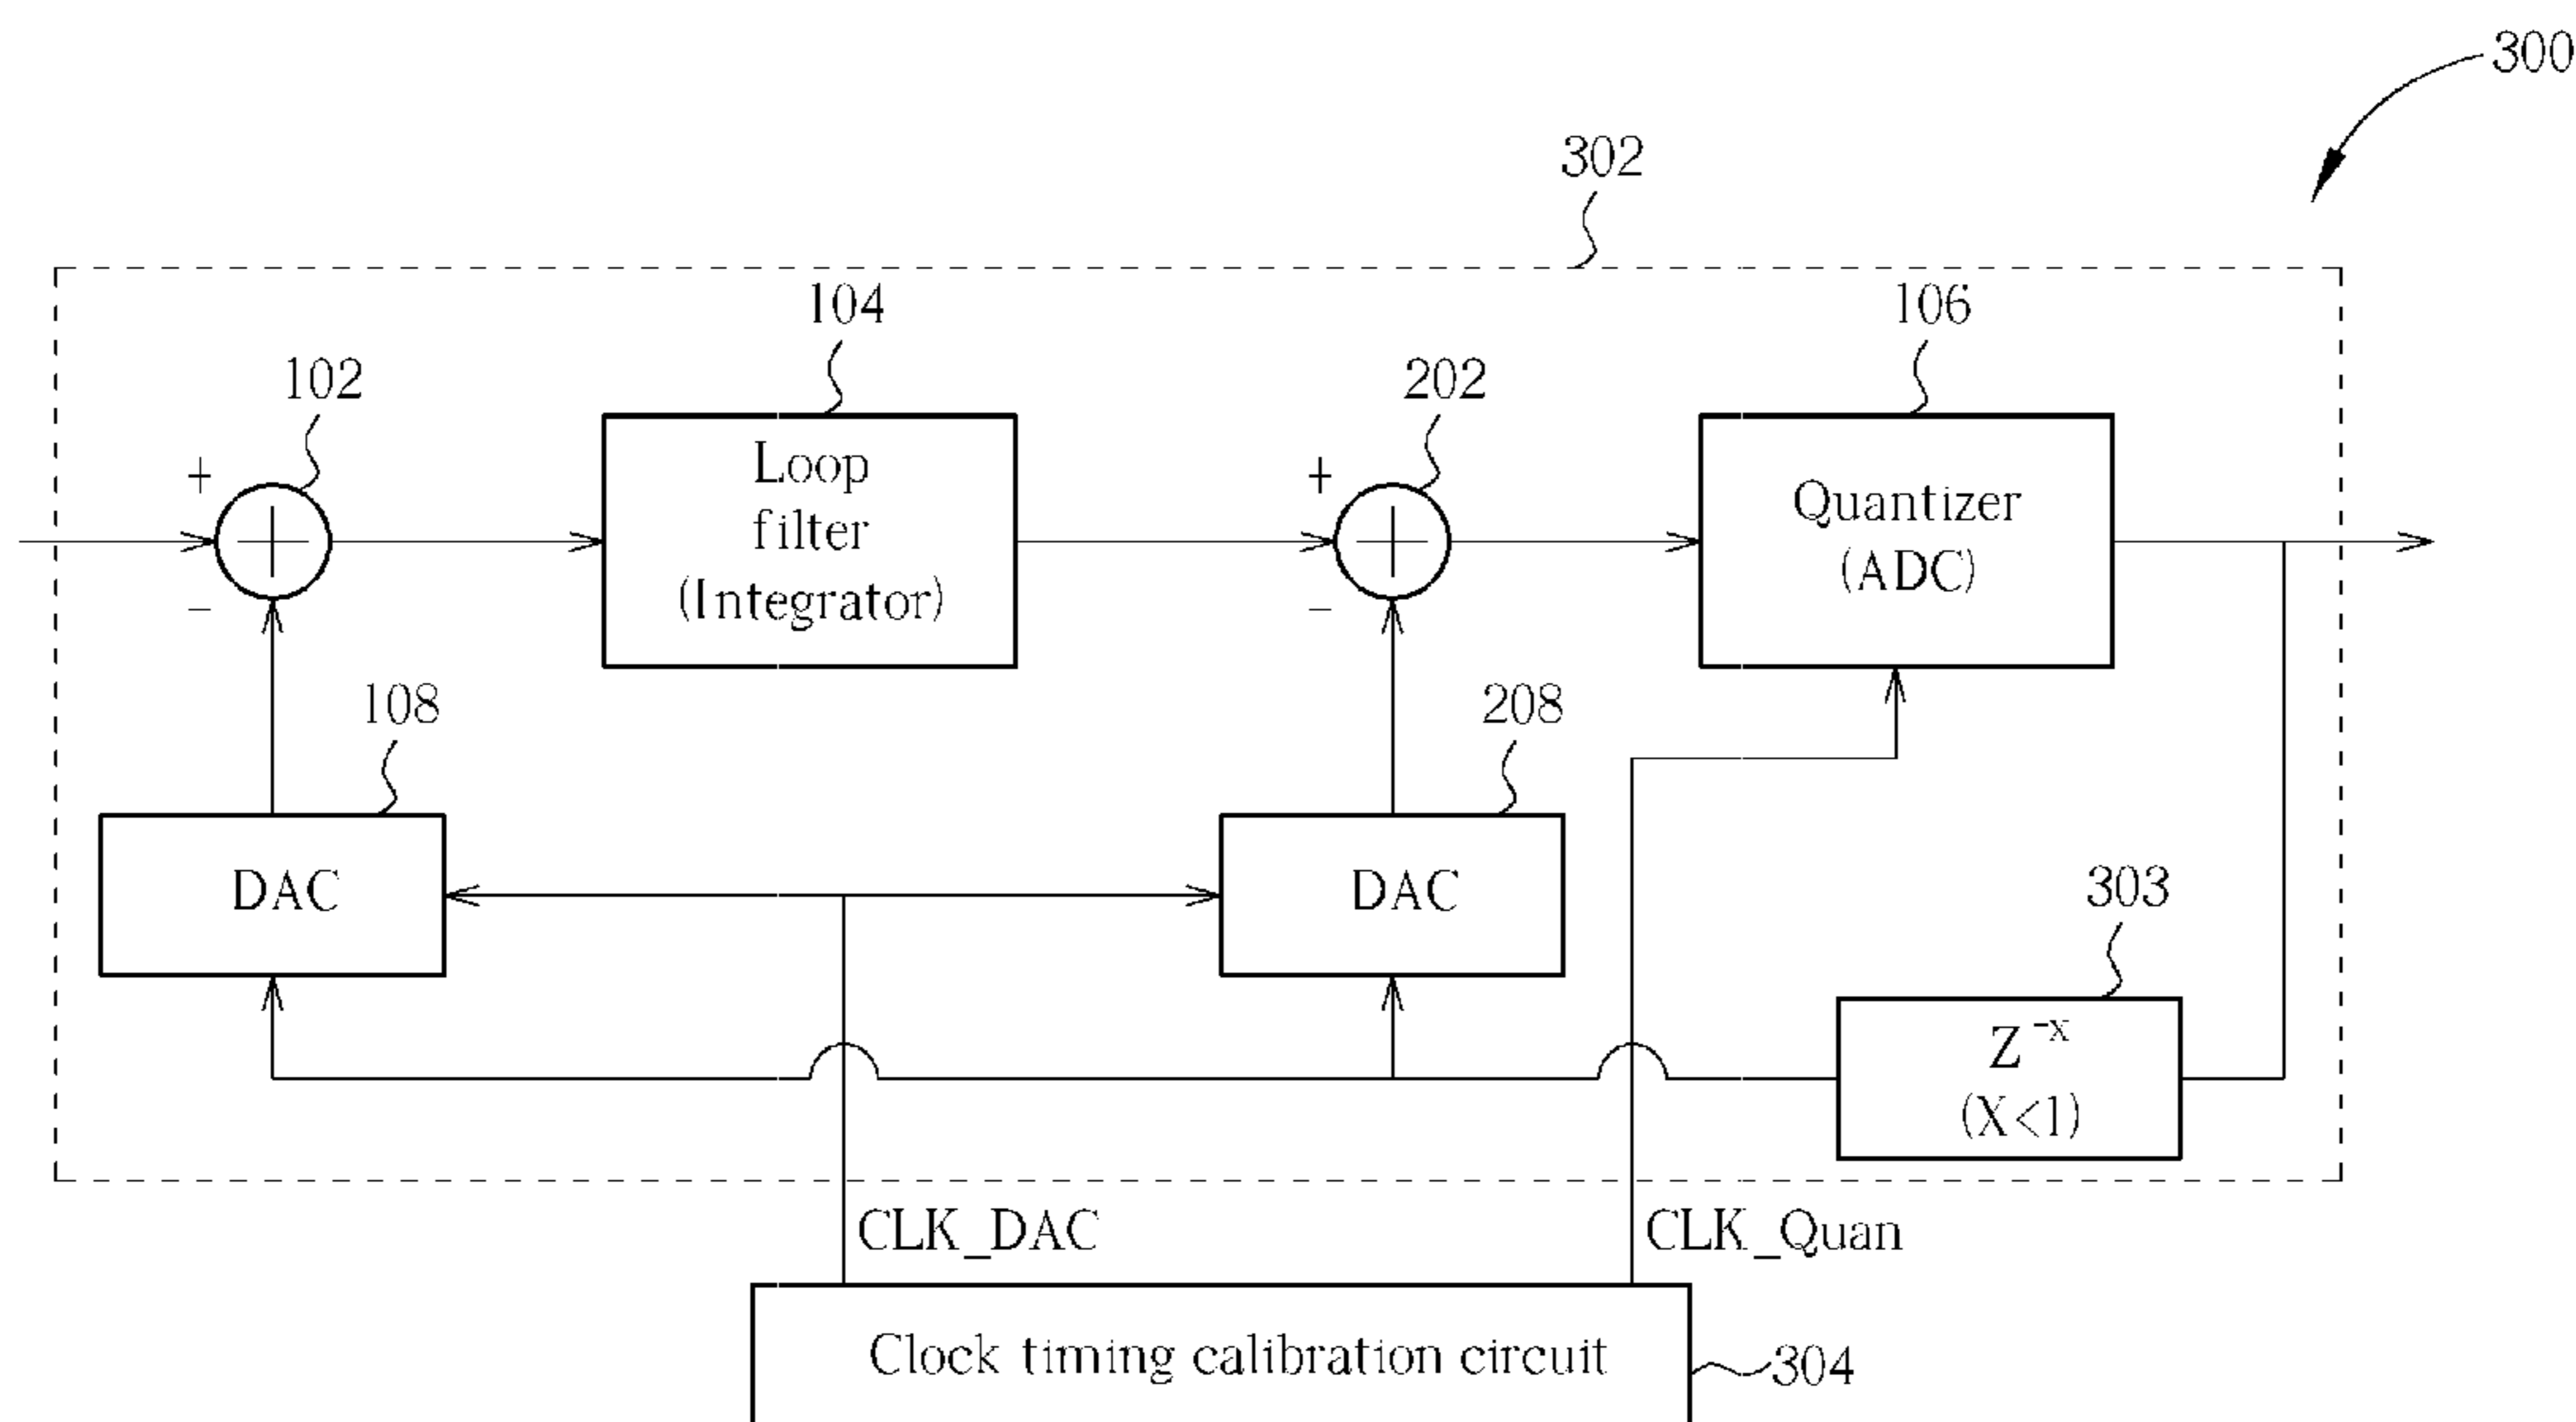 300
302
104
106
102
202
+
Loop
filter
(Integrator)
+
Quantizer
(ADC)
−
−
108
208
DAC
DAC
303
Z⁻ˣ
(X<1)
CLK_DAC
CLK_Quan
Clock timing calibration circuit
304